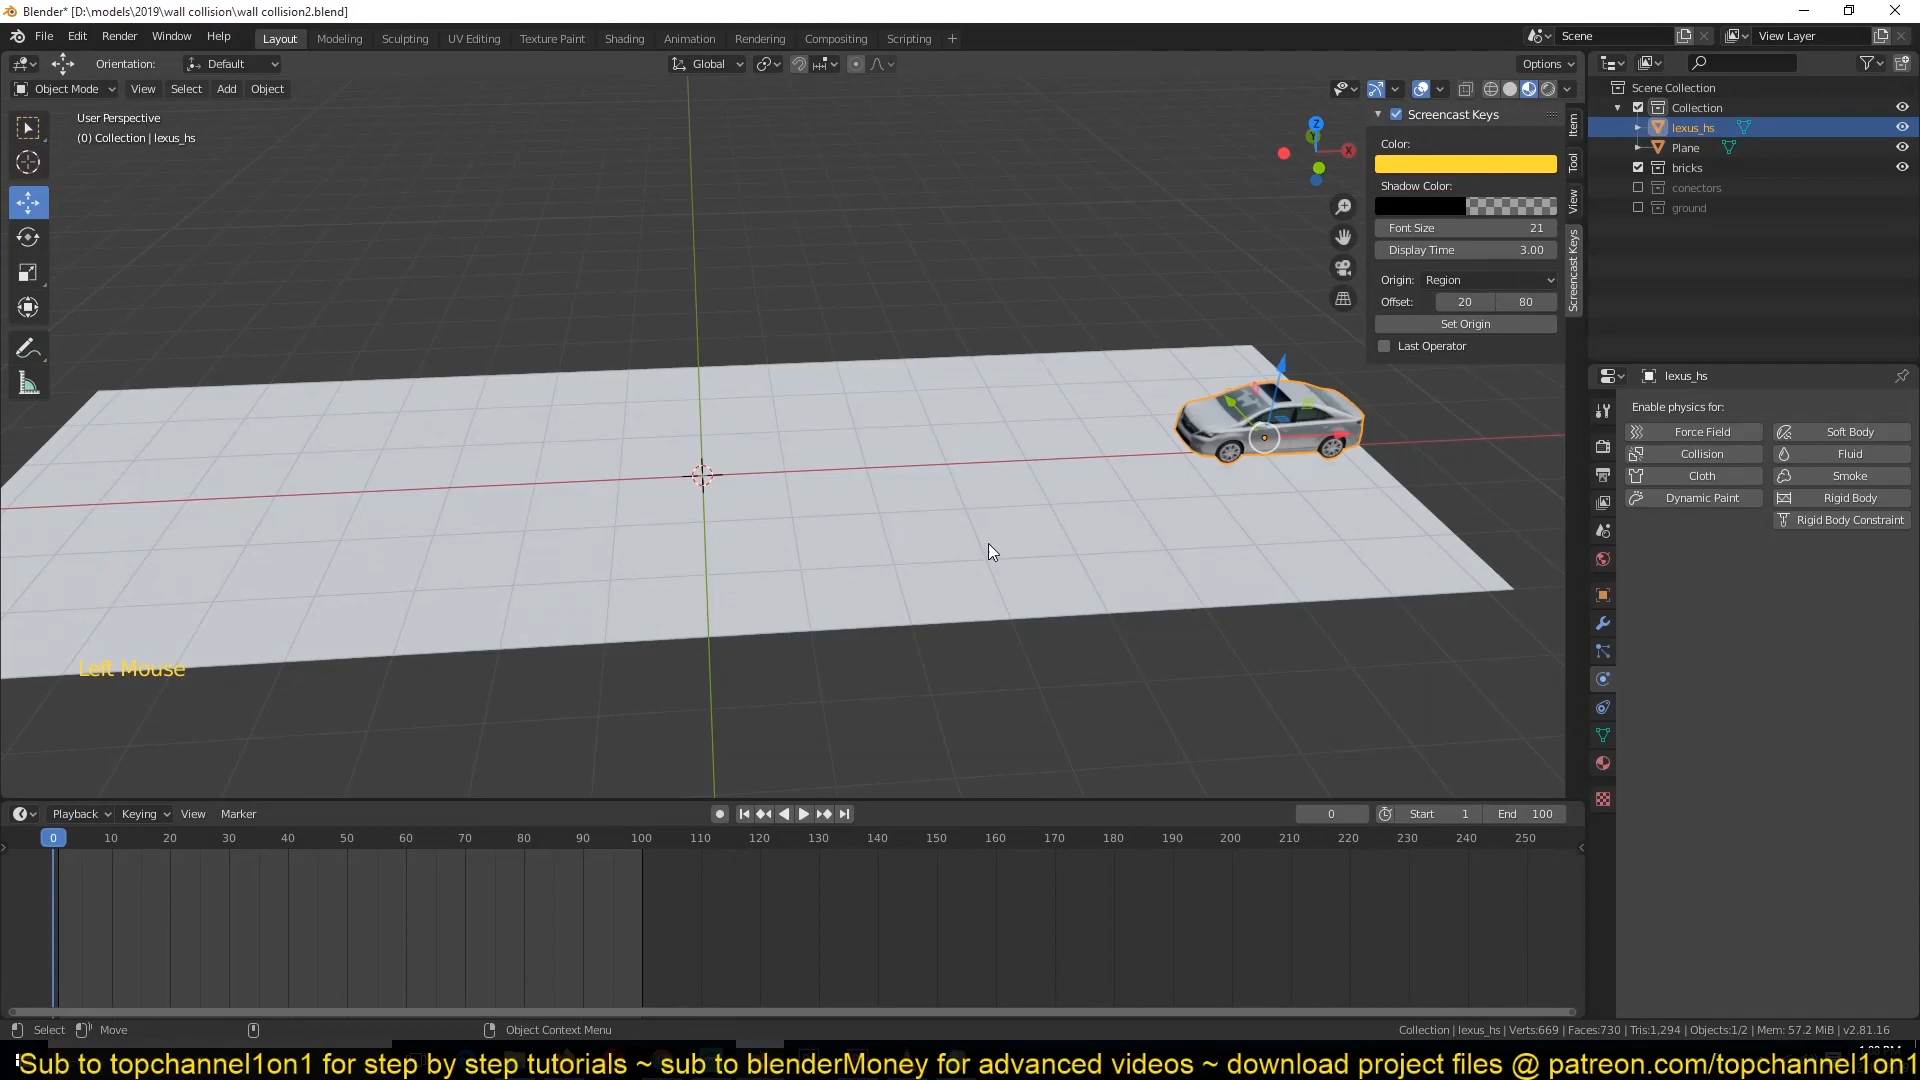 Blender* [D:\models\2019\wall collision\wall collision2.blend]
File Edit Render Window Help Layout Modeling Sculpting UV Editing Texture Paint Shading Animation Rendering Compositing Scripting + Scene View Layer
Orientation: Default Global Options
Object Mode View Select Add Object
User Perspective
(0) Collection | lexus_hs
Screencast Keys
Color:
Shadow Color:
Font Size 21
Display Time 3.00
Origin: Region
Offset: 20 80
Set Origin
Last Operator
Item
Tool
View
Screencast Keys
Z
Y
X
Scene Collection
Collection
lexus_hs
Plane
bricks
conectors
ground
lexus_hs
Enable physics for:
Force Field Soft Body
Collision Fluid
Cloth Smoke
Dynamic Paint Rigid Body
Rigid Body Constraint
Left Mouse
Playback Keying View Marker 0 Start 1 End 100
0 10 20 30 40 50 60 70 80 90 100 110 120 130 140 150 160 170 180 190 200 210 220 230 240 250
Select Move Object Context Menu Collection | lexus_hs | Verts:669 | Faces:730 | Tris:1,294 | Objects:1/2 | Mem: 57.2 MiB | v2.81.16
Sub to topchannel1on1 for step by step tutorials ~ sub to blenderMoney for advanced videos ~ download project files @ patreon.com/topchannel1on1